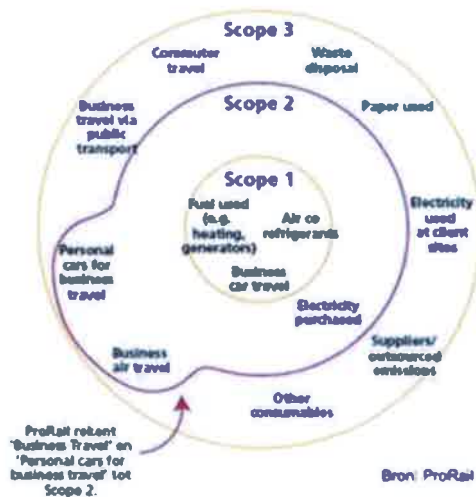 Scope 3
Commuter
travel
Waste
disposal
Business
travel via
public
transport
Scope 2
Paper used
Scope 1
Fuel used
(e.g.
heating,
generators)
Air co
refrigerants
Business
car travel
Electricity
used
at client
sites
Personal
cars for
business
travel
Electricity
purchased
Business
air travel
Suppliers/
outsourced
emissions
Other
consumables
ProRail rekent
'Business Travel' en
'Personal cars for
business travel' tot
Scope 2.
Bron: ProRail